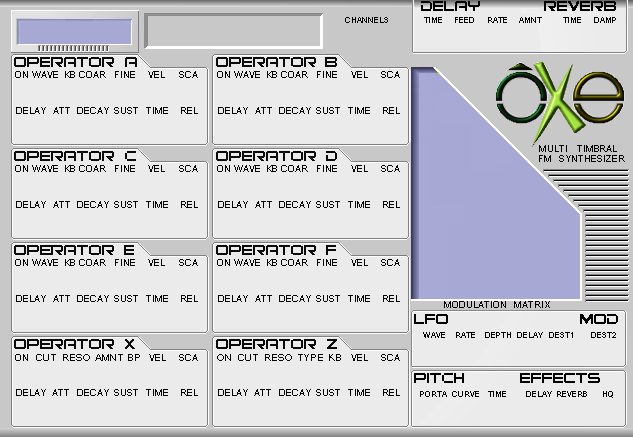 DELAY REVERB
TIME FEED RATE AMNT TIME DAMP
CHANNELS
OPERATOR A
ON WAVE KB COAR FINE VEL SCA
DELAY ATT DECAY SUST TIME REL
OPERATOR B
ON WAVE KB COAR FINE VEL SCA
DELAY ATT DECAY SUST TIME REL
ôxe
MULTI TIMBRAL
FM SYNTHESIZER
OPERATOR C
ON WAVE KB COAR FINE VEL SCA
DELAY ATT DECAY SUST TIME REL
OPERATOR D
ON WAVE KB COAR FINE VEL SCA
DELAY ATT DECAY SUST TIME REL
OPERATOR E
ON WAVE KB COAR FINE VEL SCA
DELAY ATT DECAY SUST TIME REL
OPERATOR F
ON WAVE KB COAR FINE VEL SCA
DELAY ATT DECAY SUST TIME REL
MODULATION MATRIX
LFO MOD
WAVE RATE DEPTH DELAY DEST1 DEST2
OPERATOR X
ON CUT RESO AMNT BP VEL SCA
DELAY ATT DECAY SUST TIME REL
OPERATOR Z
ON CUT RESO TYPE KB VEL SCA
DELAY ATT DECAY SUST TIME REL
PITCH EFFECTS
PORTA CURVE TIME DELAY REVERB HQ